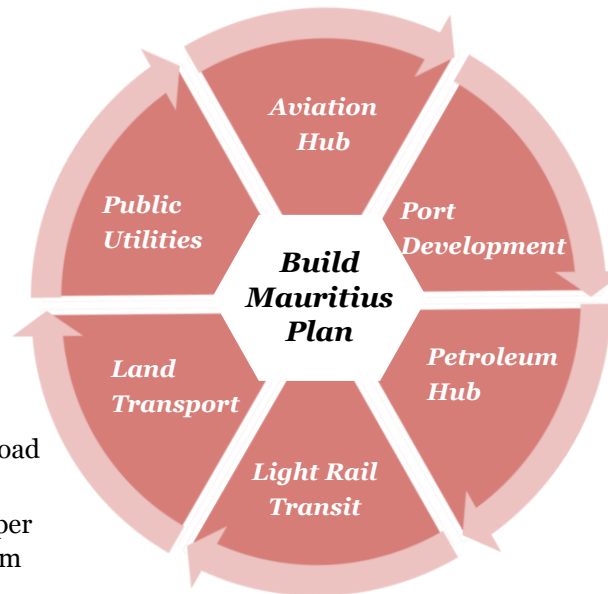 Aviation
Hub
Public
Utilities
Port
Development
Build
Mauritius
Plan
Land
Transport
Petroleum
Hub
Light Rail
Transit
oad
per
m